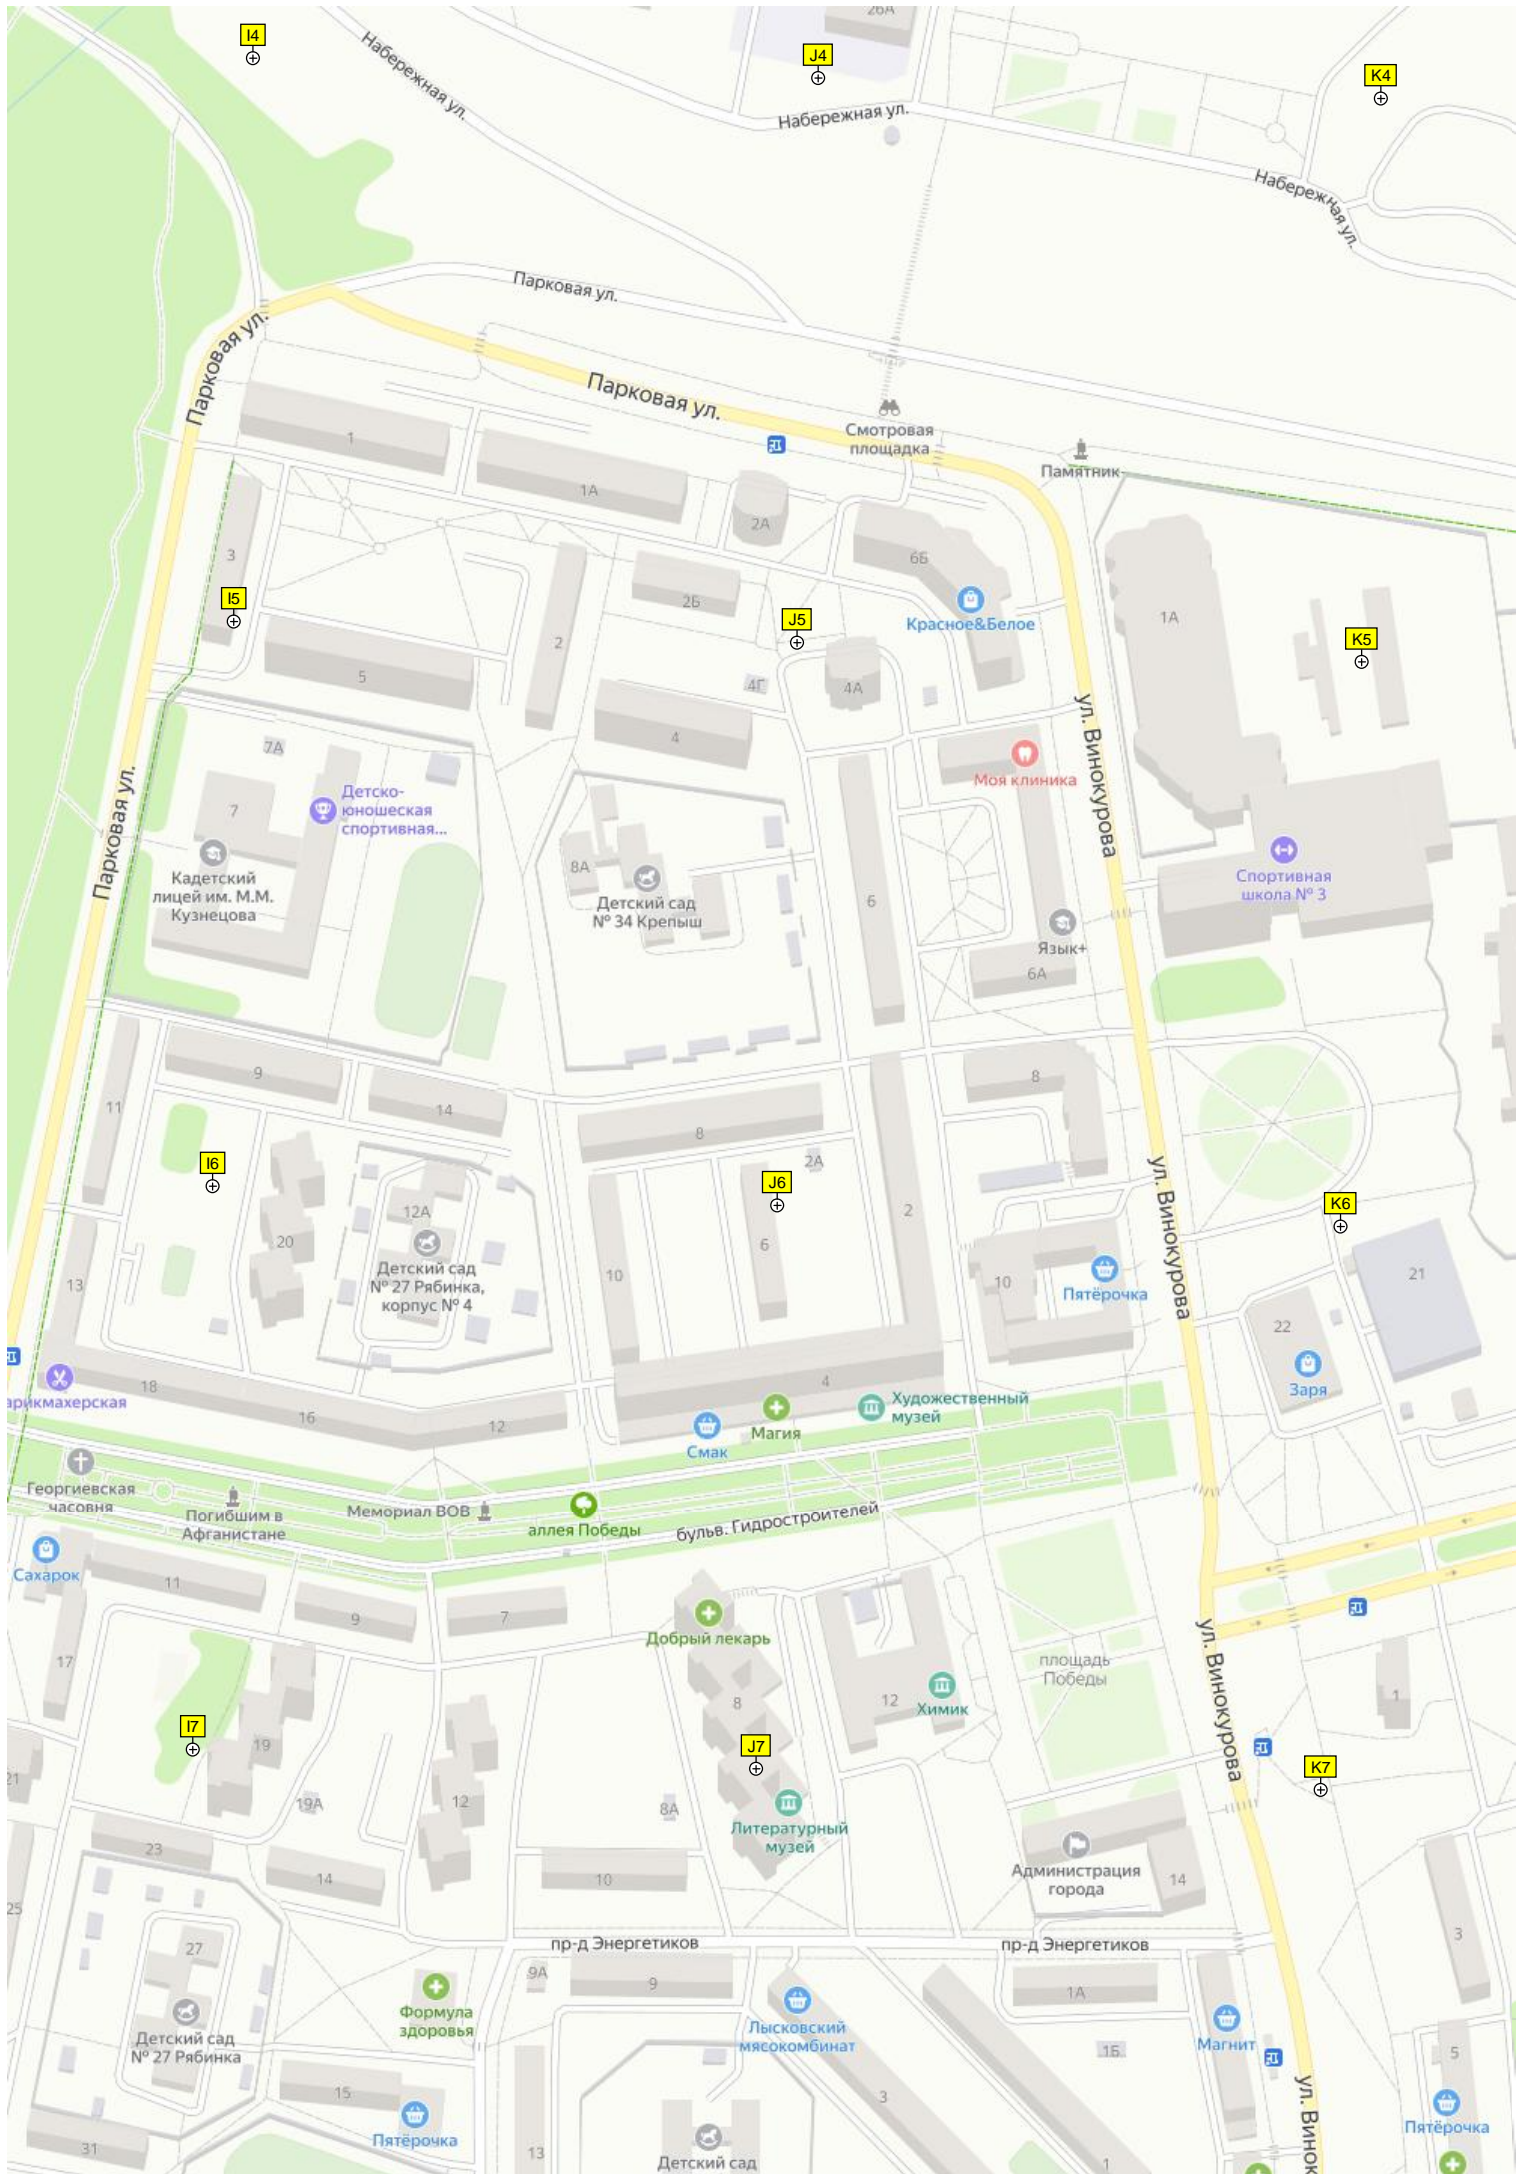 26А
I4
J4
K4
Набережная ул.
Набережная ул.
Набережная ул.
Парковая ул.
Парковая ул.
Парковая ул.
Смотровая
площадка
Памятник
1
1А
2А
6Б
3
2Б
1А
I5
J5
K5
Красное&Белое
2
5
4Г
4А
4
7А
ул. Винокурова
Моя клиника
Детско-
юношеская
спортивная...
7
Парковая ул.
8А
Кадетский
лицей им. М.М.
Кузнецова
Детский сад
№ 34 Крепыш
6
Спортивная
школа № 3
Язык+
6А
9
14
11
8
8
2А
I6
J6
K6
12А
2
ул. Винокурова
20
6
Детский сад
№ 27 Рябинка,
корпус № 4
10
10
Пятёрочка
21
13
22
18
4
Заря
арикмахерская
16
12
Художественный
музей
Магия
Смак
Георгиевская
часовня
Погибшим в
Афганистане
Мемориал ВОВ
аллея Победы
бульв. Гидростроителей
Сахарок
11
9
7
Добрый лекарь
17
площадь
Победы
ул. Винокурова
8
12
Химик
1
I7
J7
K7
19
21
19А
12
8А
Литературный
музей
23
14
10
Администрация
города
14
25
27
пр-д Энергетиков
пр-д Энергетиков
3
9А
9
1А
Формула
здоровья
Лысковский
мясокомбинат
Детский сад
№ 27 Рябинка
1Б
Магнит
5
15
3
ул. Винок
Пятёрочка
Пятёрочка
31
13
Детский сад
1